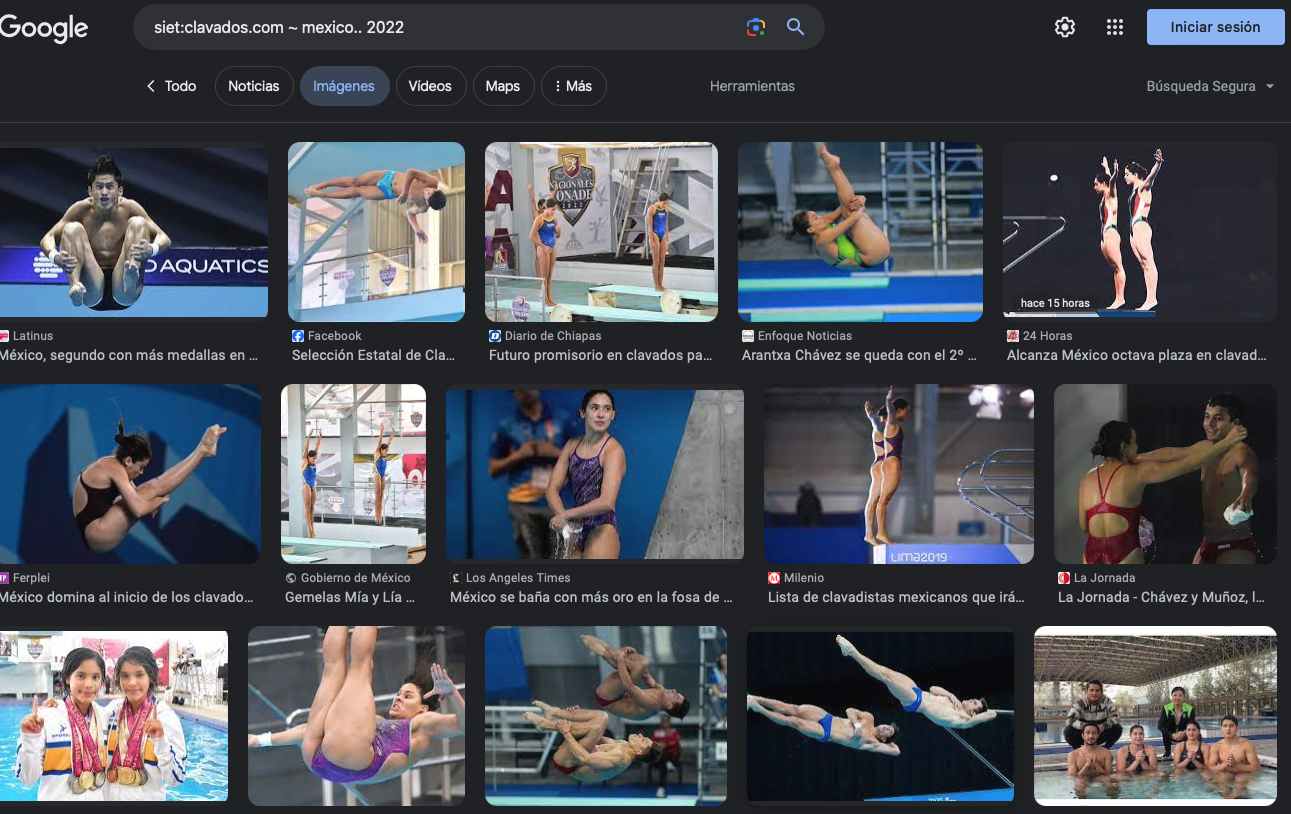 Google
siet:clavados.com ~ mexico.. 2022
Iniciar sesión
Todo
Noticias
Imágenes
Vídeos
Maps
Más
Herramientas
Búsqueda Segura
D AQUATICS
NACIONALES
CONADE
2022
hace 15 horas
Latinus
México, segundo con más medallas en ...
Facebook
Selección Estatal de Cla...
Diario de Chiapas
Futuro promisorio en clavados pa...
Enfoque Noticias
Arantxa Chávez se queda con el 2º ...
24 Horas
Alcanza México octava plaza en clavad...
Lima2019
Ferplei
México domina al inicio de los clavado...
Gobierno de México
Gemelas Mía y Lía ...
Los Angeles Times
México se baña con más oro en la fosa de ...
Milenio
Lista de clavadistas mexicanos que irá...
La Jornada
La Jornada - Chávez y Muñoz, l...